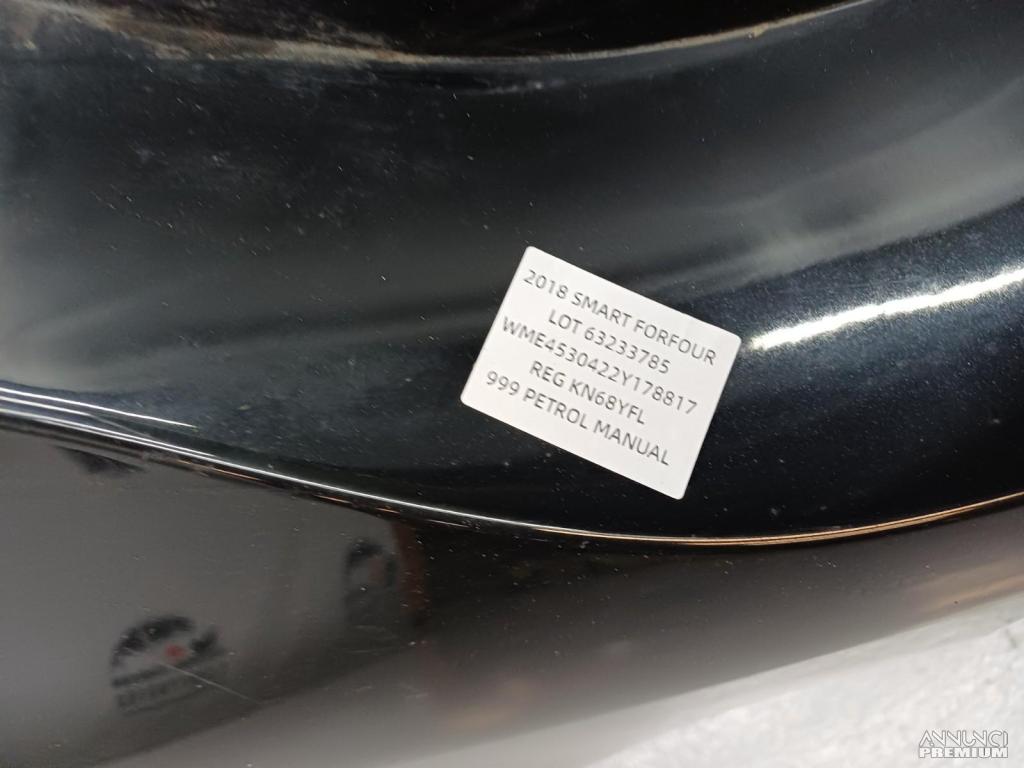 2018 SMART FORFOUR
LOT 63233785
WME4530422Y178817
REG KN68YFL
999 PETROL MANUAL
ANNUNCI
PREMIUM